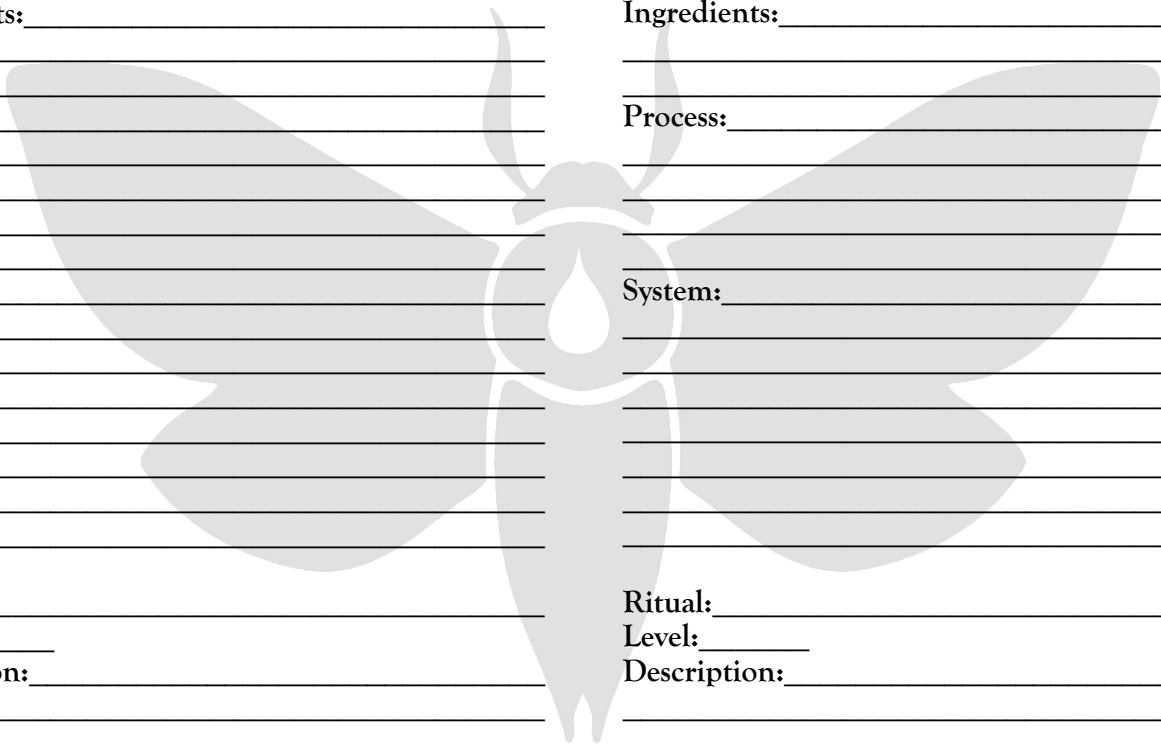 ts:
Ingredients:
Process:
System:
Ritual:
Level:
on:
Description: